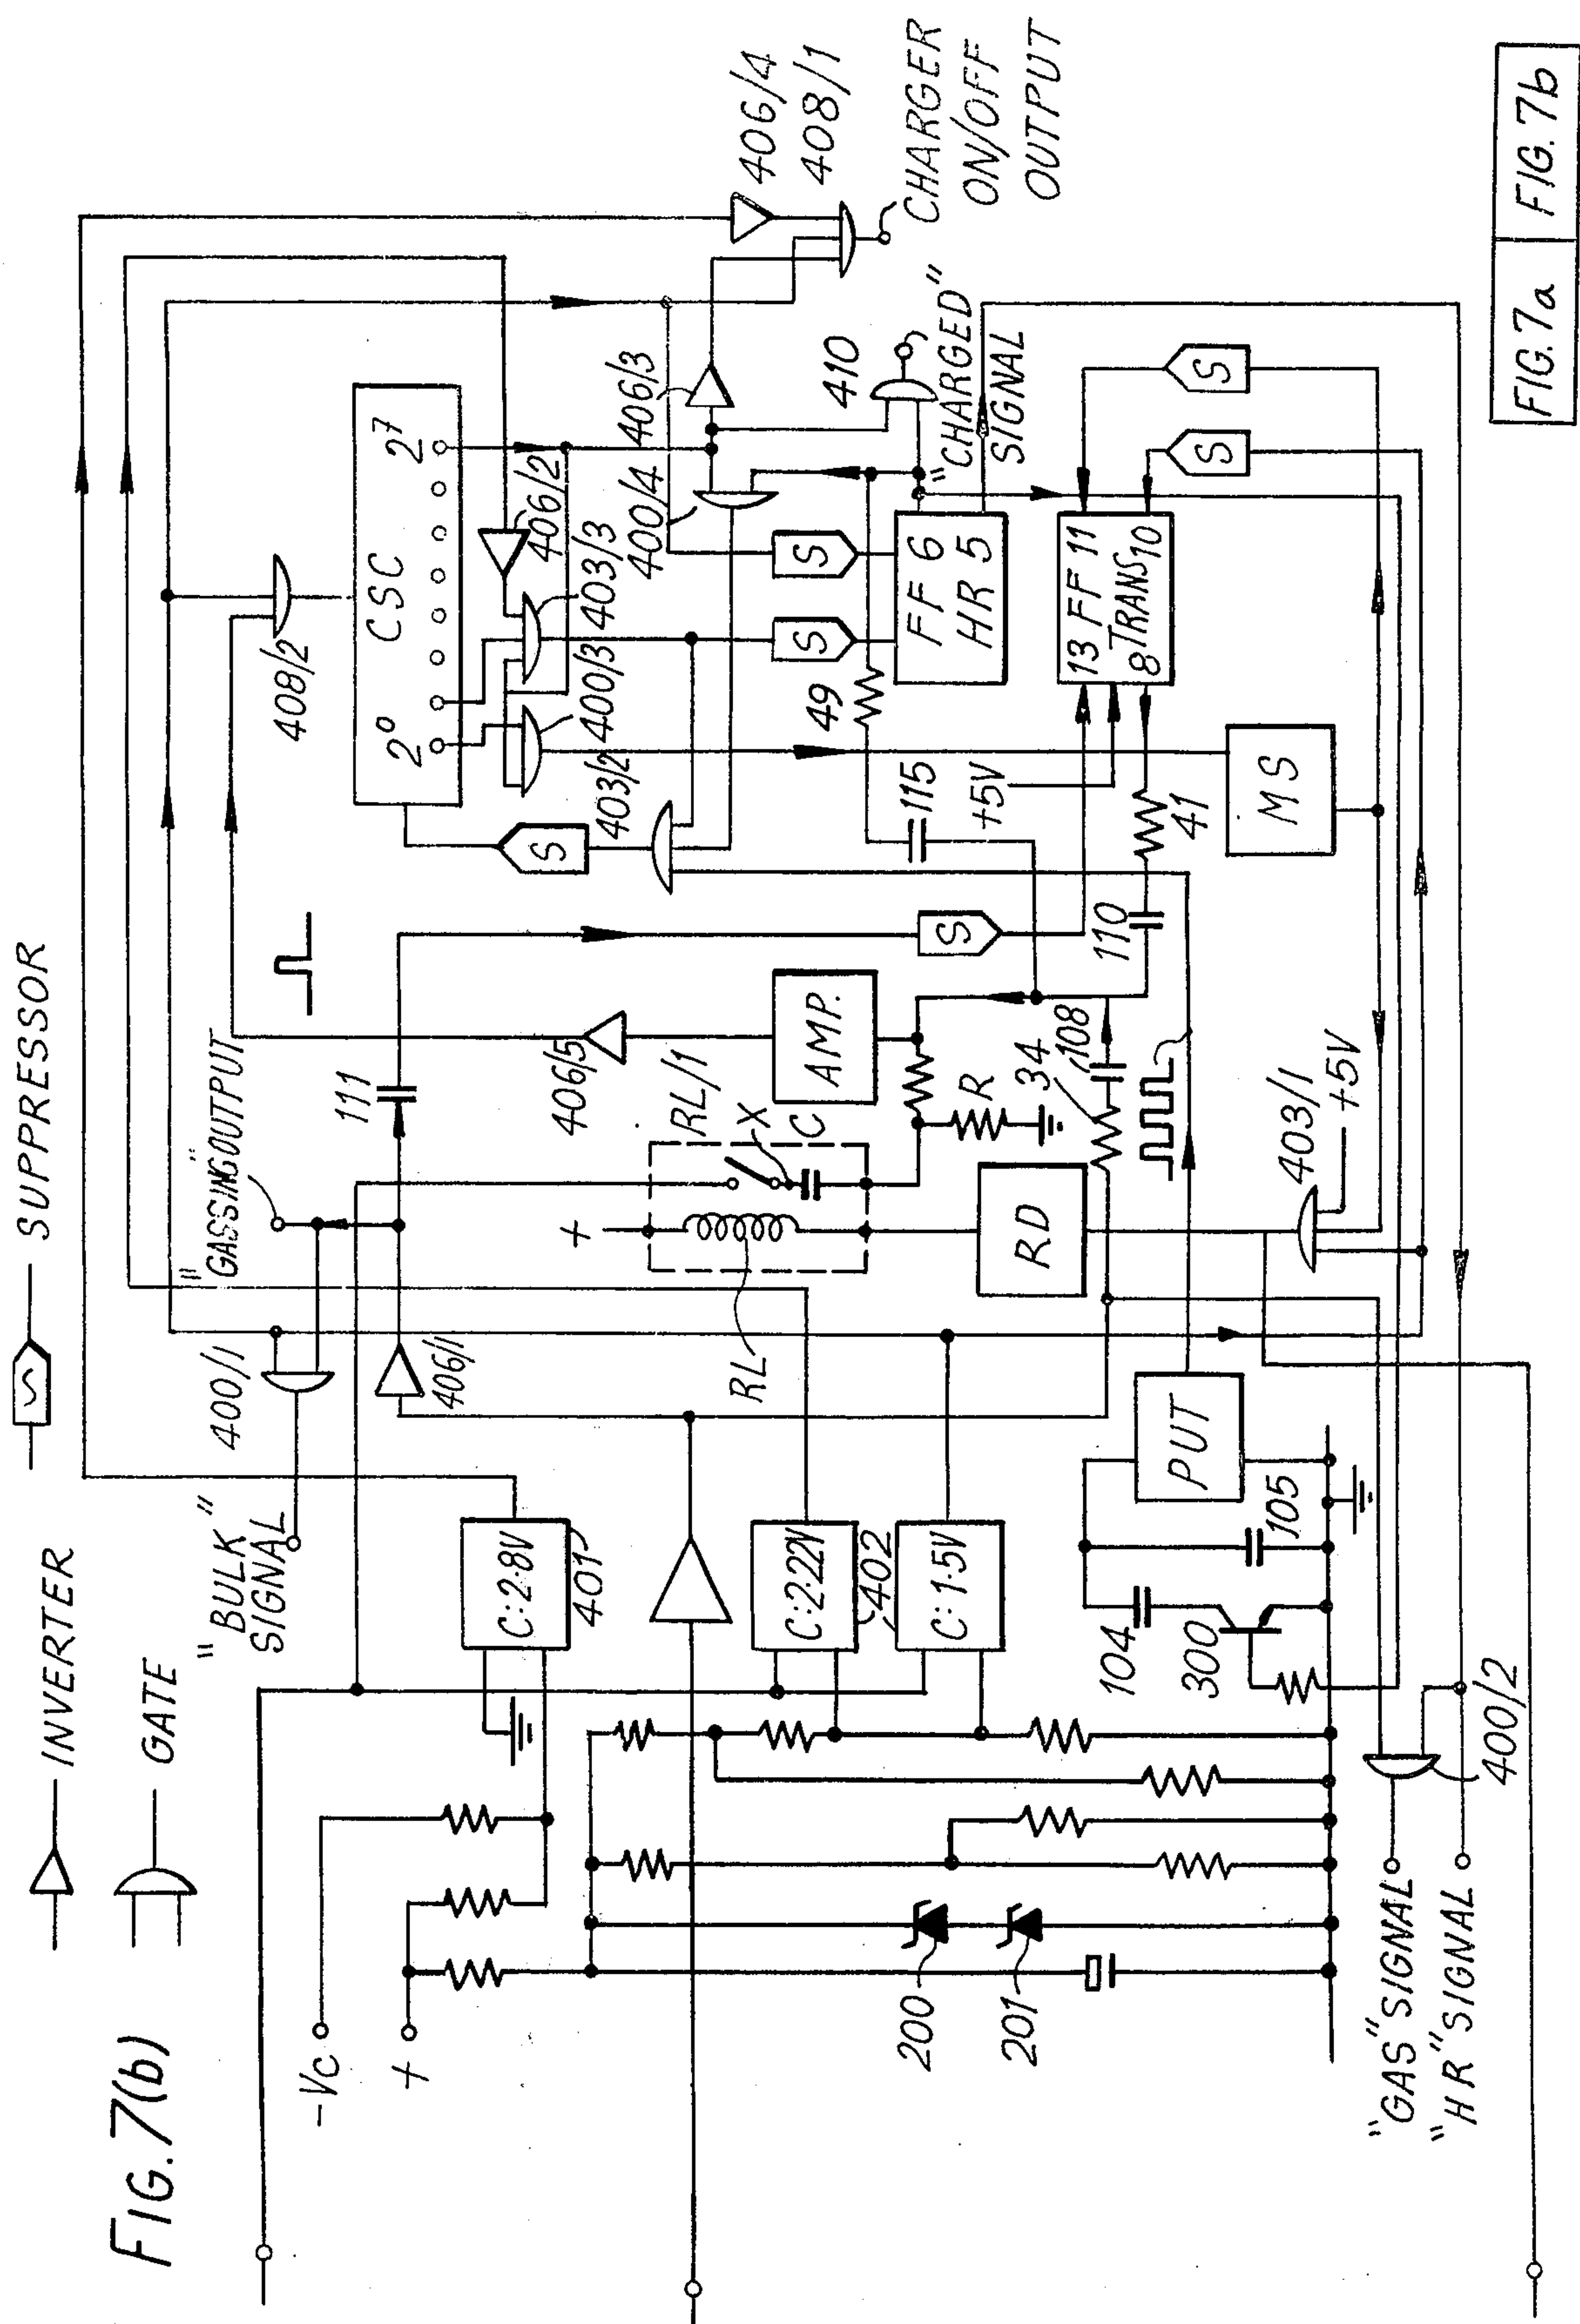 FIG. 7(b)
INVERTER
GATE
SUPPRESSOR
S
-Vc
+
"BULK"
SIGNAL
400/1
"GASSING OUTPUT
111
406/1
C:2·8V
401
C:2·22V
402
C:1·5V
RL
RL/1
X
C
+
406/5
AMP.
R
34
108
RD
403/1
+5V
PUT
104
105
300
200
201
400/2
"GAS" SIGNAL
"HR" SIGNAL
408/2
CSC
2⁰
2⁷
S
403/2
400/3
403/3
406/2
400/4
406/3
406/4
408/1
CHARGER
ON/OFF
OUTPUT
410
"CHARGED"
SIGNAL
S
S
49
FF 6
HR 5
115
+5V
S
110
41
13 FF 11
8 TRANS 10
S
S
MS
FIG. 7a
FIG. 7b